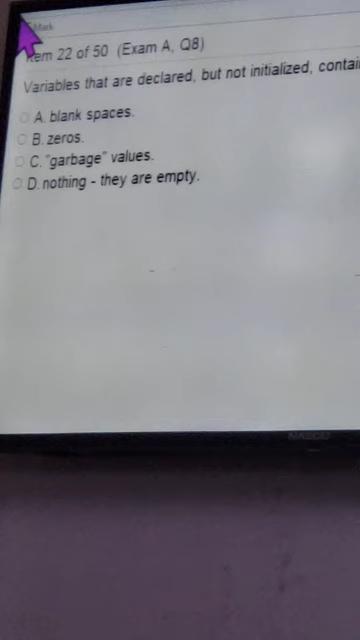 Mark
Item 22 of 50 (Exam A, Q8)
Variables that are declared, but not initialized, contai
A. blank spaces.
B. zeros.
C. "garbage" values.
D. nothing - they are empty.